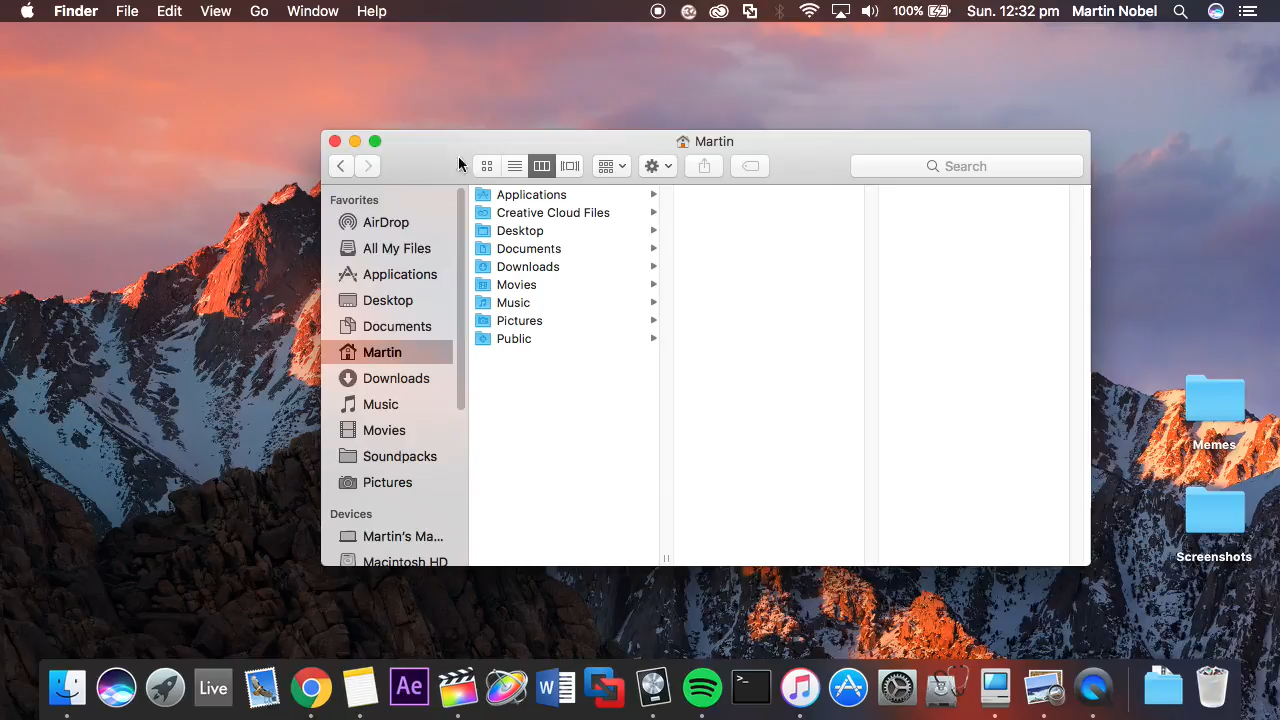 Finder File Edit View Go Window Help 100% Sun. 12:32 pm Martin Nobel
Martin
Search
Favorites
AirDrop
All My Files
Applications
Desktop
Documents
Martin
Downloads
Music
Movies
Soundpacks
Pictures
Devices
Martin's Ma...
Macintosh HD
Applications
Creative Cloud Files
Desktop
Documents
Downloads
Movies
Music
Pictures
Public
Memes
Screenshots
Live Ae W >_